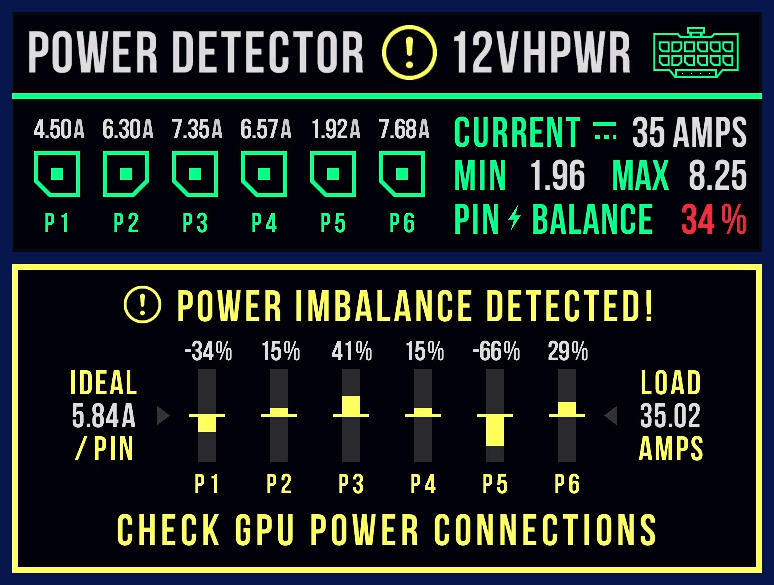 POWER DETECTOR ! 12VHPWR
4.50A 6.30A 7.35A 6.57A 1.92A 7.68A
P1 P2 P3 P4 P5 P6
CURRENT 35 AMPS
MIN 1.96 MAX 8.25
PIN BALANCE 34%
! POWER IMBALANCE DETECTED!
-34% 15% 41% 15% -66% 29%
IDEAL
5.84A
/ PIN
LOAD
35.02
AMPS
P1 P2 P3 P4 P5 P6
CHECK GPU POWER CONNECTIONS